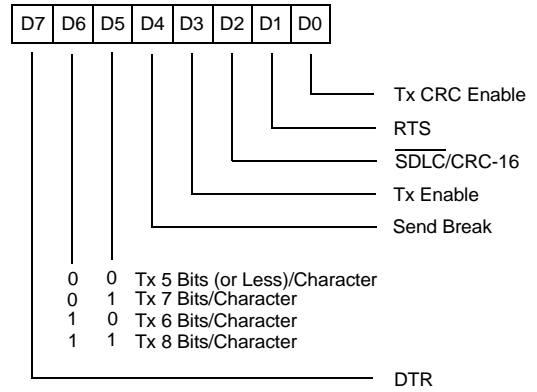 D7 D6 D5 D4 D3 D2 D1 D0
Tx CRC Enable
RTS
SDLC/CRC-16
Tx Enable
Send Break
0 0 Tx 5 Bits (or Less)/Character
0 1 Tx 7 Bits/Character
1 0 Tx 6 Bits/Character
1 1 Tx 8 Bits/Character
DTR